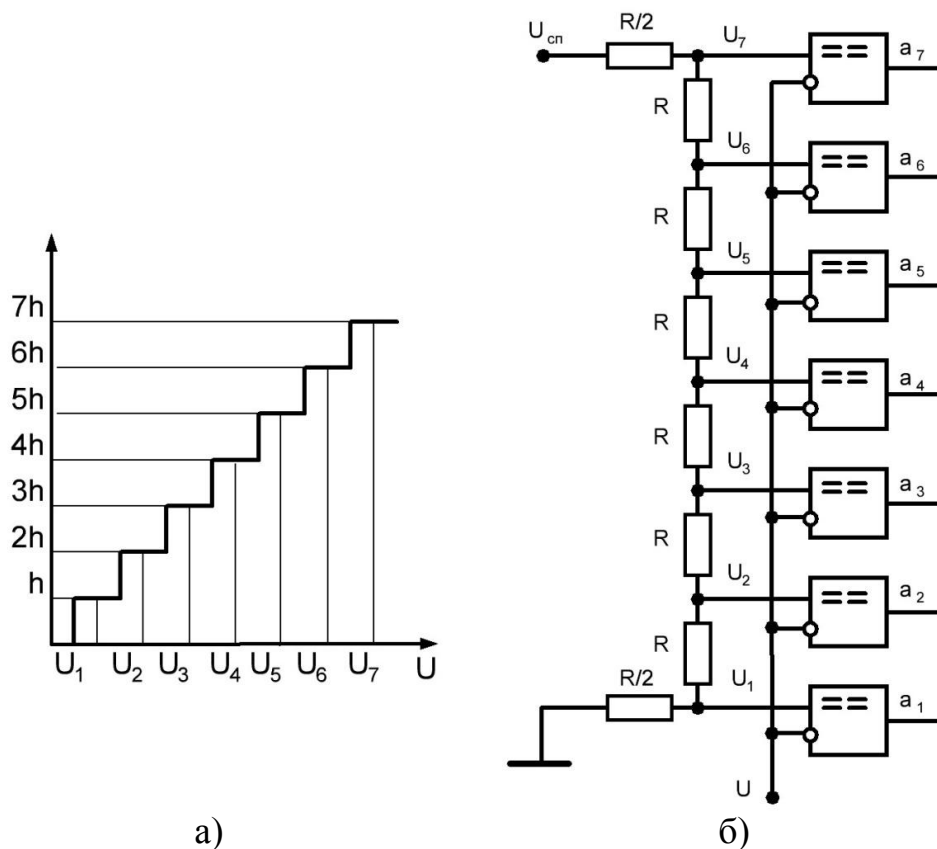 7h
6h
5h
4h
3h
2h
h
U₁ U₂ U₃ U₄ U₅ U₆ U₇ U
а)
U сп
R/2
U₇
a₇
R
U₆
a₆
R
U₅
a₅
R
U₄
a₄
R
U₃
a₃
R
U₂
a₂
R
R/2
U₁
a₁
U
б)